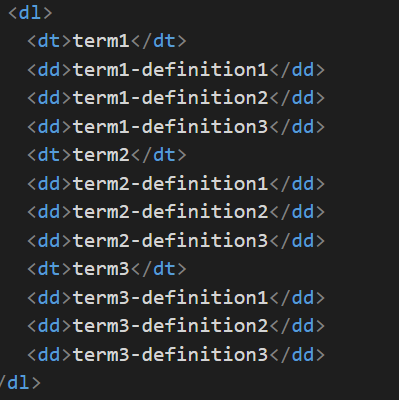 <dl>
<dt>term1</dt>
<dd>term1-definition1</dd>
<dd>term1-definition2</dd>
<dd>term1-definition3</dd>
<dt>term2</dt>
<dd>term2-definition1</dd>
<dd>term2-definition2</dd>
<dd>term2-definition3</dd>
<dt>term3</dt>
<dd>term3-definition1</dd>
<dd>term3-definition2</dd>
<dd>term3-definition3</dd>
/dl>